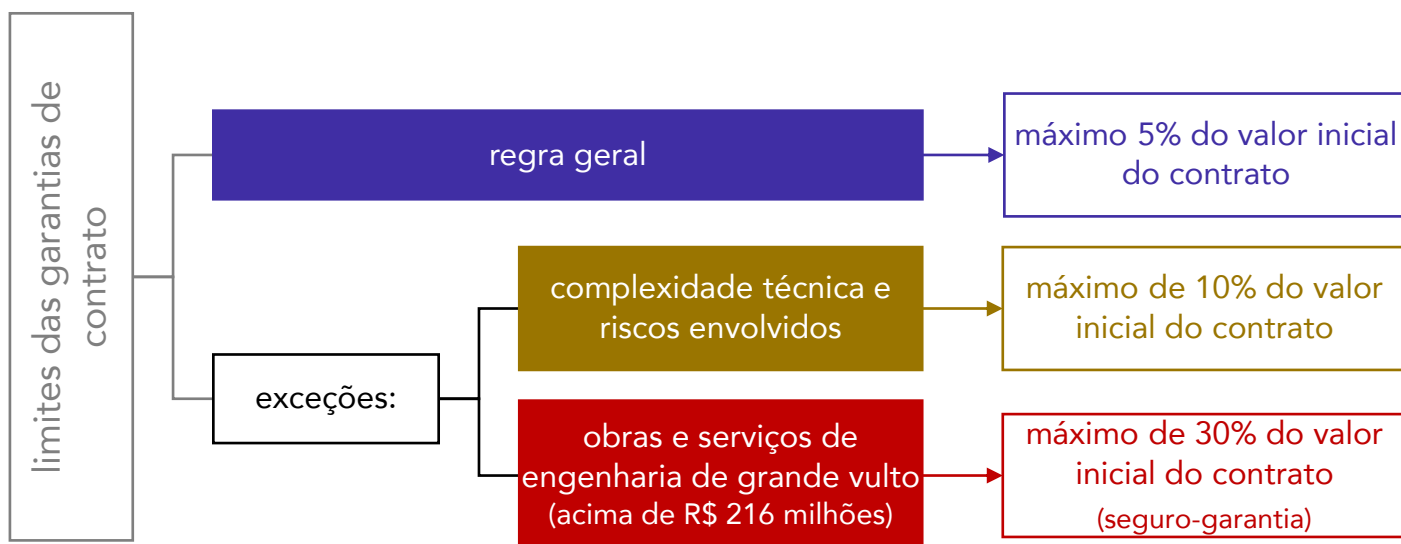 limites das garantias de
contrato
regra geral
máximo 5% do valor inicial
do contrato
exceções:
complexidade técnica e
riscos envolvidos
máximo de 10% do valor
inicial do contrato
obras e serviços de
engenharia de grande vulto
(acima de R$ 216 milhões)
máximo de 30% do valor
inicial do contrato
(seguro-garantia)